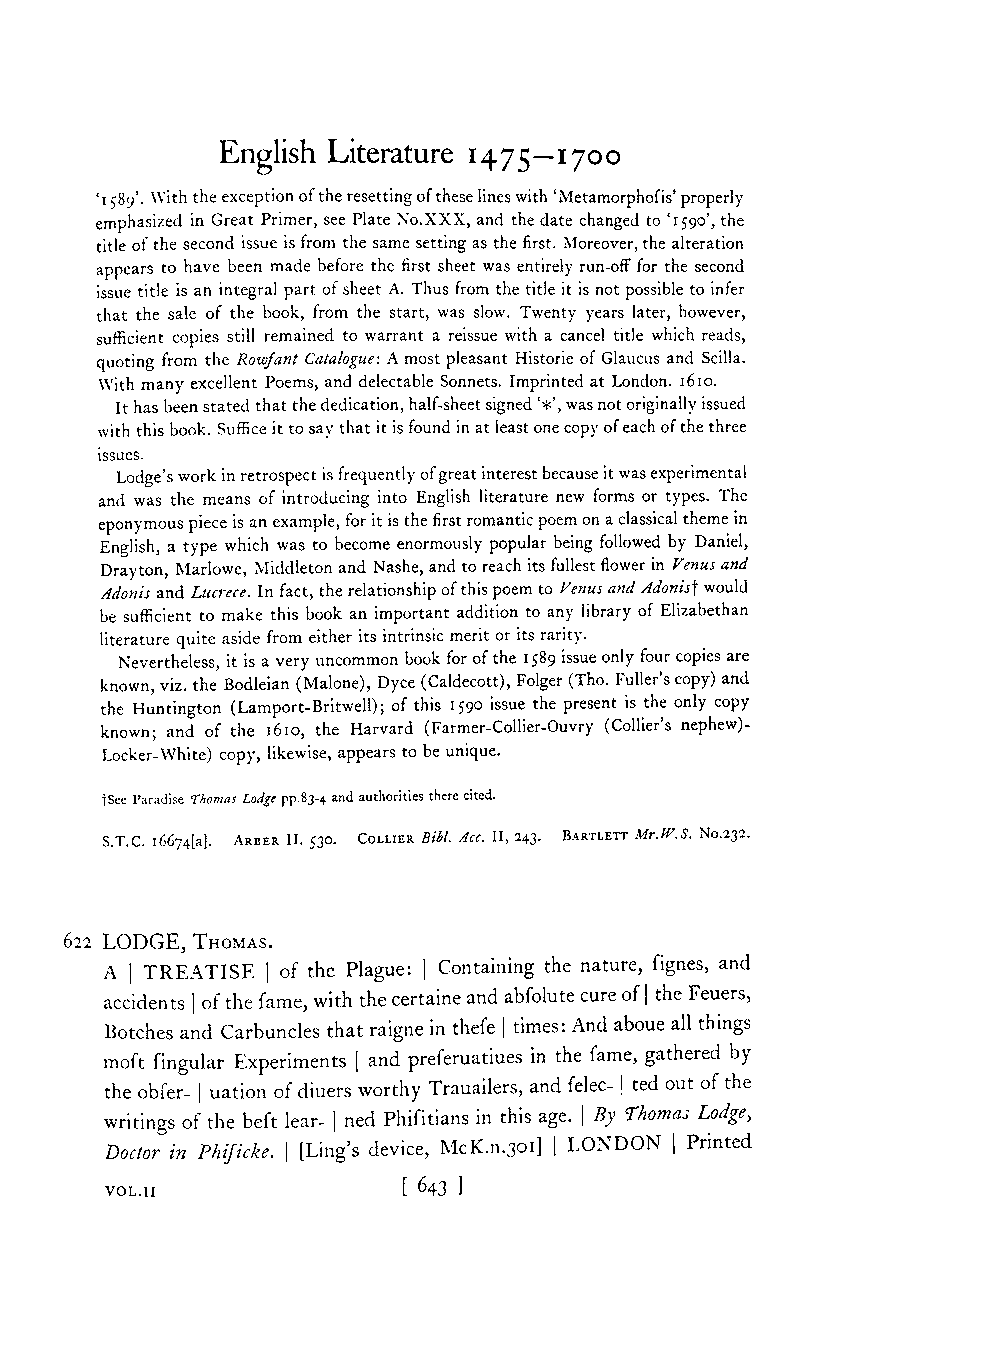 English Literature 1475–1700
‘1589’. With the exception of the resetting of these lines with ‘Metamorphoſis’ properly
emphasized in Great Primer, see Plate No.XXX, and the date changed to ‘1590’, the
title of the second issue is from the same setting as the first. Moreover, the alteration
appears to have been made before the first sheet was entirely run-off for the second
issue title is an integral part of sheet A. Thus from the title it is not possible to infer
that the sale of the book, from the start, was slow. Twenty years later, however,
sufficient copies still remained to warrant a reissue with a cancel title which reads,
quoting from the Rowfant Catalogue: A most pleasant Historie of Glaucus and Scilla.
With many excellent Poems, and delectable Sonnets. Imprinted at London. 1610.
It has been stated that the dedication, half-sheet signed ‘*’, was not originally issued
with this book. Suffice it to say that it is found in at least one copy of each of the three
issues.
Lodge’s work in retrospect is frequently of great interest because it was experimental
and was the means of introducing into English literature new forms or types. The
eponymous piece is an example, for it is the first romantic poem on a classical theme in
English, a type which was to become enormously popular being followed by Daniel,
Drayton, Marlowe, Middleton and Nashe, and to reach its fullest flower in Venus and
Adonis and Lucrece. In fact, the relationship of this poem to Venus and Adonis† would
be sufficient to make this book an important addition to any library of Elizabethan
literature quite aside from either its intrinsic merit or its rarity.
Nevertheless, it is a very uncommon book for of the 1589 issue only four copies are
known, viz. the Bodleian (Malone), Dyce (Caldecott), Folger (Tho. Fuller’s copy) and
the Huntington (Lamport-Britwell); of this 1590 issue the present is the only copy
known; and of the 1610, the Harvard (Farmer-Collier-Ouvry (Collier’s nephew)-
Locker-White) copy, likewise, appears to be unique.
†See Paradise Thomas Lodge pp.83-4 and authorities there cited.
S.T.C. 16674[a]. ARBER II. 530. COLLIER Bibl. Acc. II, 243. BARTLETT Mr.W.S. No.232.
622 LODGE, THOMAS.
A | TREATISE | of the Plague: | Containing the nature, ſignes, and
accidents | of the ſame, with the certaine and abſolute cure of | the Feuers,
Botches and Carbuncles that raigne in theſe | times: And aboue all things
moſt ſingular Experiments | and preſeruatiues in the ſame, gathered by
the obſer- | uation of diuers worthy Trauailers, and ſelec- | ted out of the
writings of the beſt lear- | ned Phiſitians in this age. | By Thomas Lodge,
Doctor in Phiſicke. | [Ling’s device, McK.n.301] | LONDON | Printed
VOL.II [ 643 ]